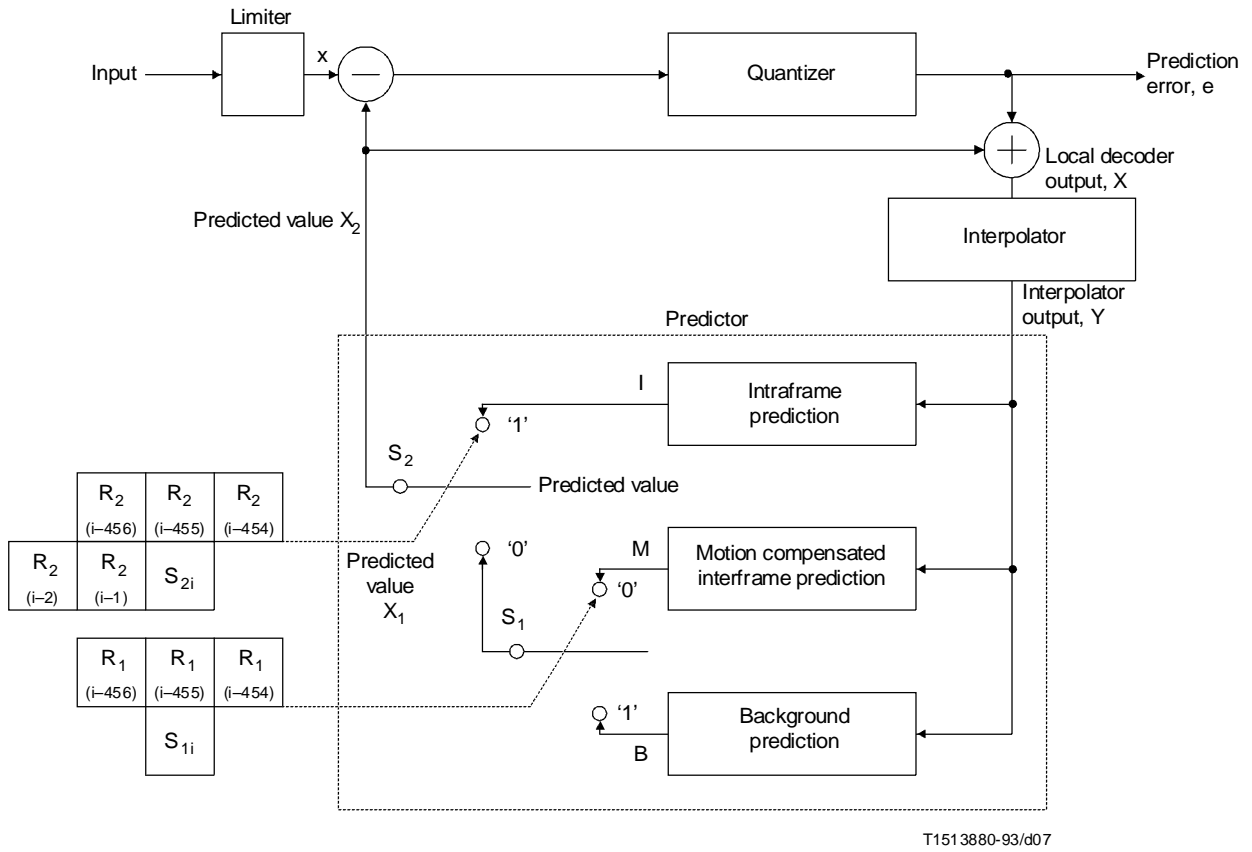 Limiter
Input
x
Quantizer
Prediction
error, e
Local decoder
output, X
Predicted value X2
Interpolator
Interpolator
output, Y
Predictor
I
Intraframe
prediction
'1'
S2
Predicted value
R2 R2 R2
(i–456) (i–455) (i–454)
R2 R2 S2i
(i–2) (i–1)
Predicted
value
X1
'0'
M
Motion compensated
interframe prediction
'0'
S1
R1 R1 R1
(i–456) (i–455) (i–454)
S1i
'1'
B
Background
prediction
T1513880-93/d07